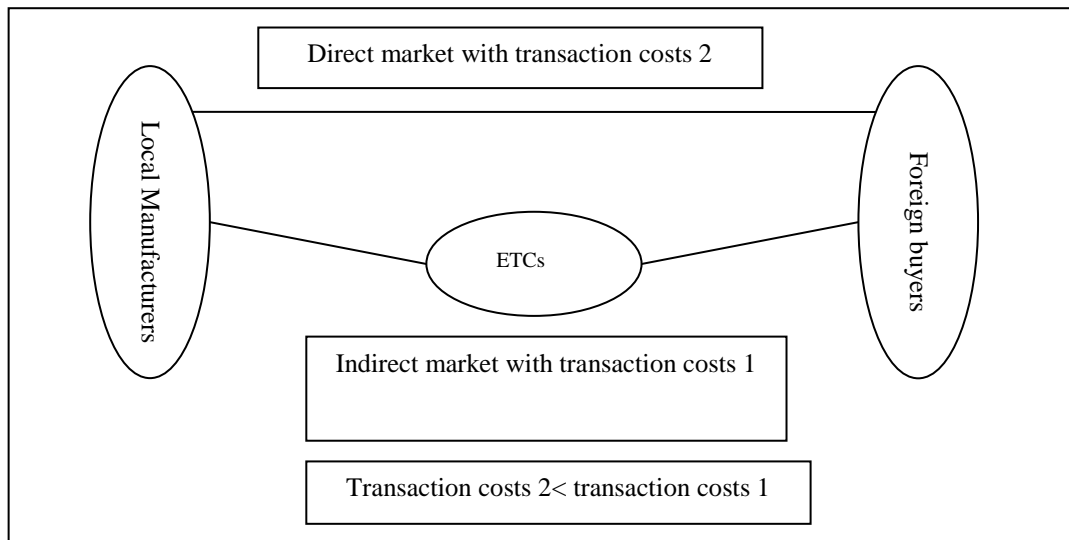 Direct market with transaction costs 2
Local Manufacturers
Foreign buyers
ETCs
Indirect market with transaction costs 1
Transaction costs 2< transaction costs 1